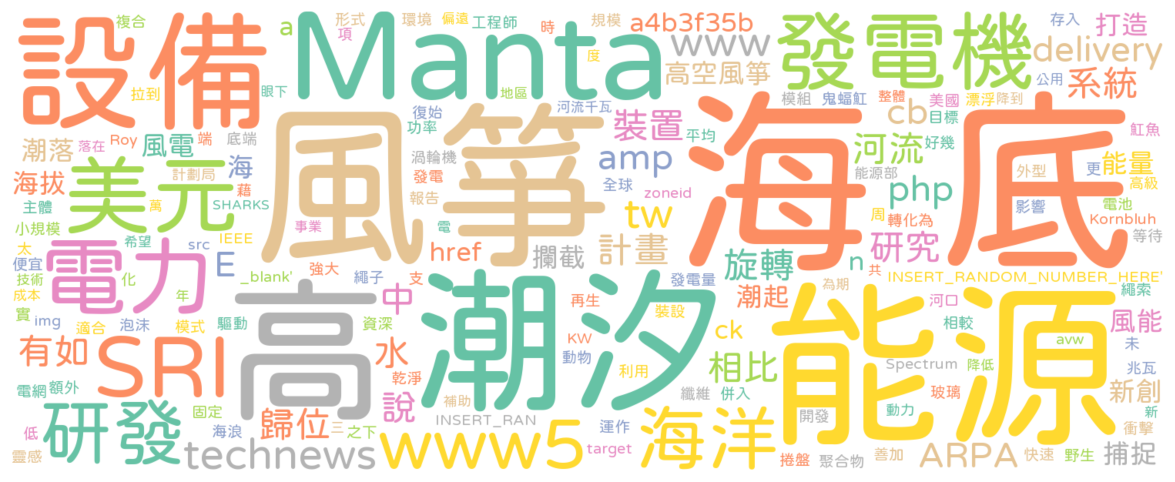 設備
風箏
海底
潮汐
能源
高
Manta
發電機
美元
電力
SRI
研發
海洋
www5
technews
複合
拉到
眼下
a
形式
環境
項
偏遠
工程師
地區
時
規模
度
a4b3f35b
www
高空風箏
delivery
存入
打造
公用
系統
模組
鬼蝠魟
整體
美國
漂浮
降到
目標
cb
魟魚
能量
高級
好幾
河流
能源部
外型
更
電池
影響
Kornbluh
等待
轉化為
周
研究
php
n
共
INSERT_RANDOM_NUMBER_HERE'
繩索
風能
未
兆瓦
新創
新
衝擊
捕捉
為期
河口
相較
avw
Spectrum
降低
玻璃
動力
開發
善加
ARPA
快速
野生
聚合物
捲盤
運作
target
併入
纖維
相比
ck
利用
裝設
發電量
旋轉
潮起
計畫
tw
zoneid
全球
amp
平均
裝置
河流千瓦
復始
功率
渦輪機
發電
報告
電
href
攔截
支
再生
KW
動物
強大
繩子
事業
中
資深
驅動
模式
水
乾淨
說
補助
INSERT_RAN
歸位
三
之下
固定
海浪
低
靈感
電網
額外
有如
img
適合
泡沫
實
成本
年
技術
化
便宜
_blank'
太
希望
src
E
IEEE
小規模
萬
主體
SHARKS
計劃局
藉
海拔
海
潮落
落在
Roy
風電
端
底端